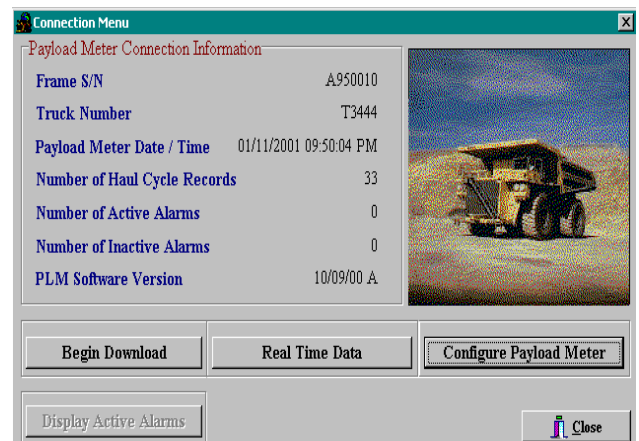 Connection Menu
Payload Meter Connection Information
Frame S/N A950010
Truck Number T3444
Payload Meter Date / Time 01/11/2001 09:50:04 PM
Number of Haul Cycle Records 33
Number of Active Alarms 0
Number of Inactive Alarms 0
PLM Software Version 10/09/00 A
Begin Download Real Time Data Configure Payload Meter
Display Active Alarms Close